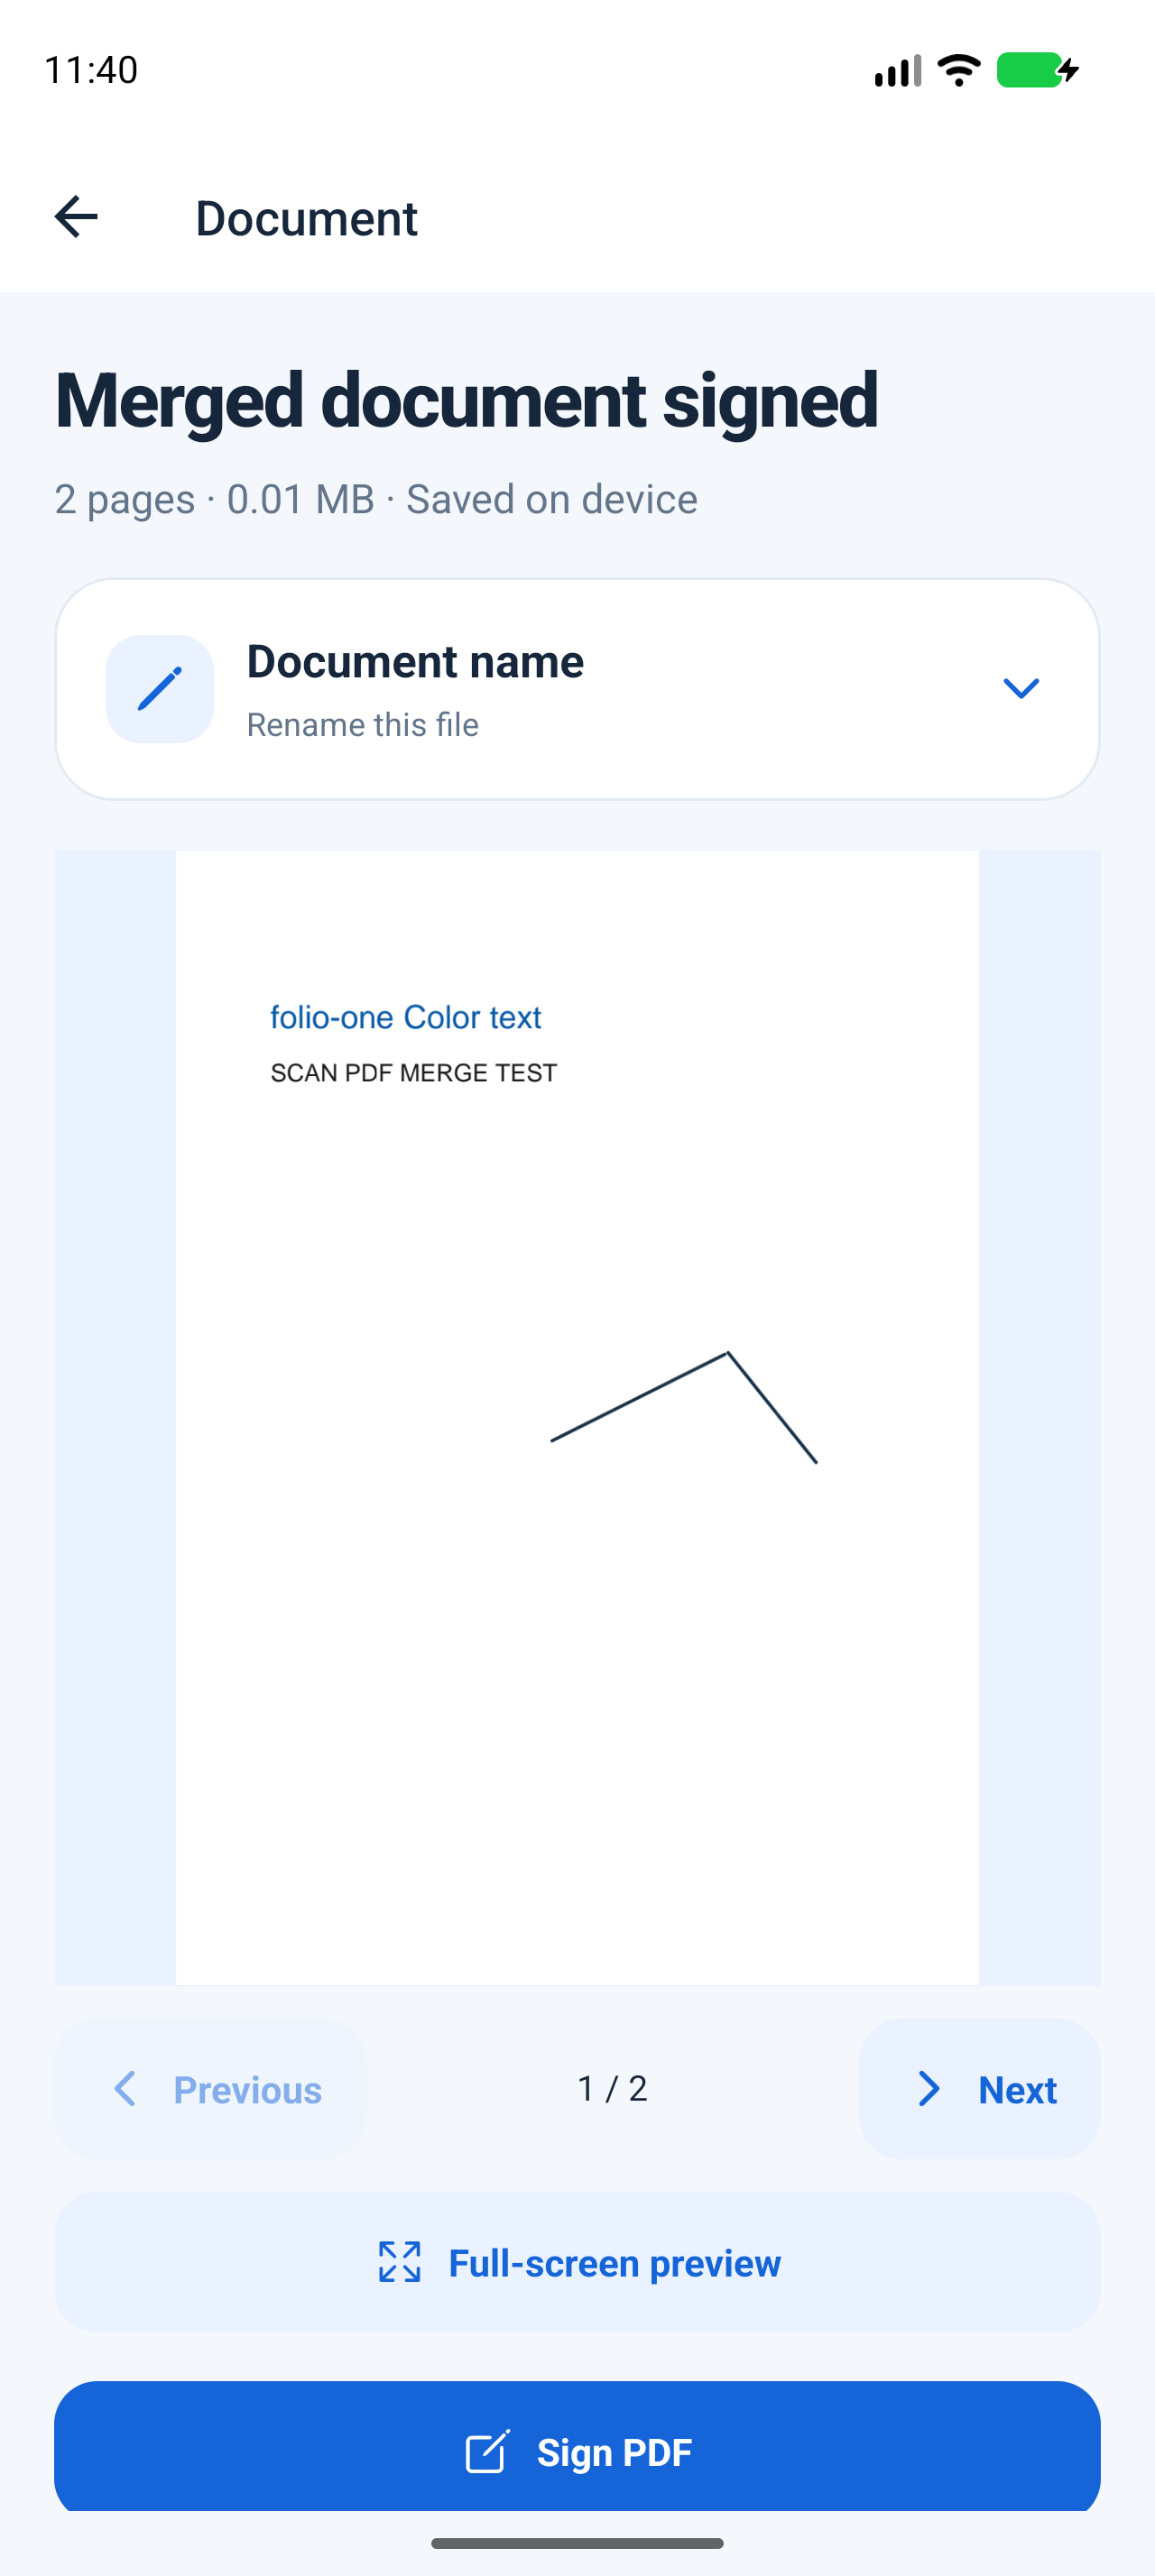 11:40
Document
Merged document signed
2 pages · 0.01 MB · Saved on device
Document name
Rename this file
folio-one Color text
SCAN PDF MERGE TEST
Previous
1 / 2
Next
Full-screen preview
Sign PDF